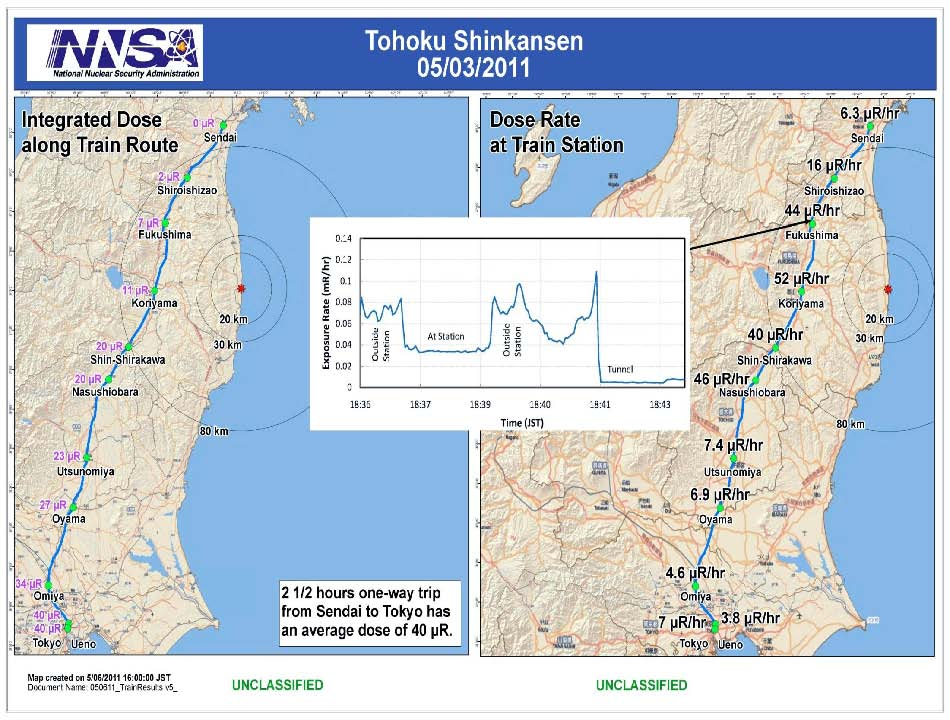 NNSA
National Nuclear Security Administration
Tohoku Shinkansen
05/03/2011
Integrated Dose
along Train Route
0 µR
Sendai
2 µR
Shiroishizao
7 µR
Fukushima
11 µR
Koriyama
20 µR
Shin-Shirakawa
20 µR
Nasushiobara
23 µR
Utsunomiya
27 µR
Oyama
34 µR
Omiya
40 µR
40 µR
Tokyo Ueno
20 km
30 km
80 km
2 1/2 hours one-way trip
from Sendai to Tokyo has
an average dose of 40 µR.
0.14
0.12
0.1
0.08
0.06
0.04
0.02
0
Exposure Rate (mR/hr)
Outside
Station
At Station
Outside
Station
Tunnel
18:36
18:37
18:39
18:40
18:41
18:43
Time (JST)
Dose Rate
at Train Station
6.3 µR/hr
Sendai
16 µR/hr
Shiroishizao
44 µR/hr
Fukushima
52 µR/hr
Koriyama
40 µR/hr
Shin-Shirakawa
46 µR/hr
Nasushiobara
7.4 µR/hr
Utsunomiya
6.9 µR/hr
Oyama
4.6 µR/hr
Omiya
7 µR/hr
3.8 µR/hr
Tokyo Ueno
20 km
30 km
80 km
Map created on 5/06/2011 16:00:00 JST
Document Name: 050611_TrainResults v5_
UNCLASSIFIED
UNCLASSIFIED